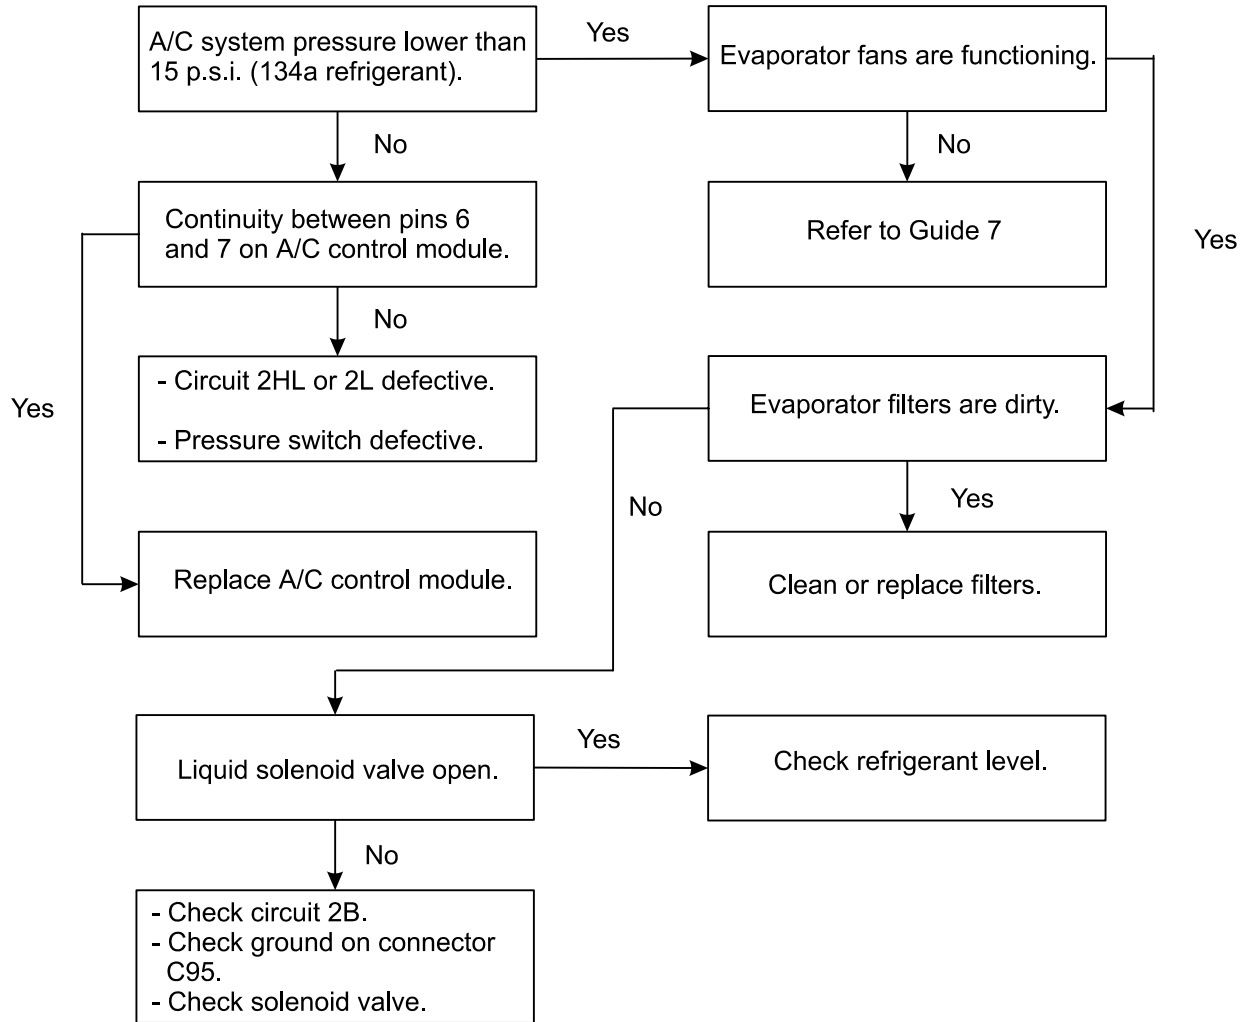 A/C system pressure lower than
15 p.s.i. (134a refrigerant).
Yes
Evaporator fans are functioning.
No
No
Continuity between pins 6
and 7 on A/C control module.
Refer to Guide 7
Yes
No
- Circuit 2HL or 2L defective.
- Pressure switch defective.
Yes
Evaporator filters are dirty.
Yes
No
Replace A/C control module.
Clean or replace filters.
Liquid solenoid valve open.
Yes
Check refrigerant level.
No
- Check circuit 2B.
- Check ground on connector
C95.
- Check solenoid valve.